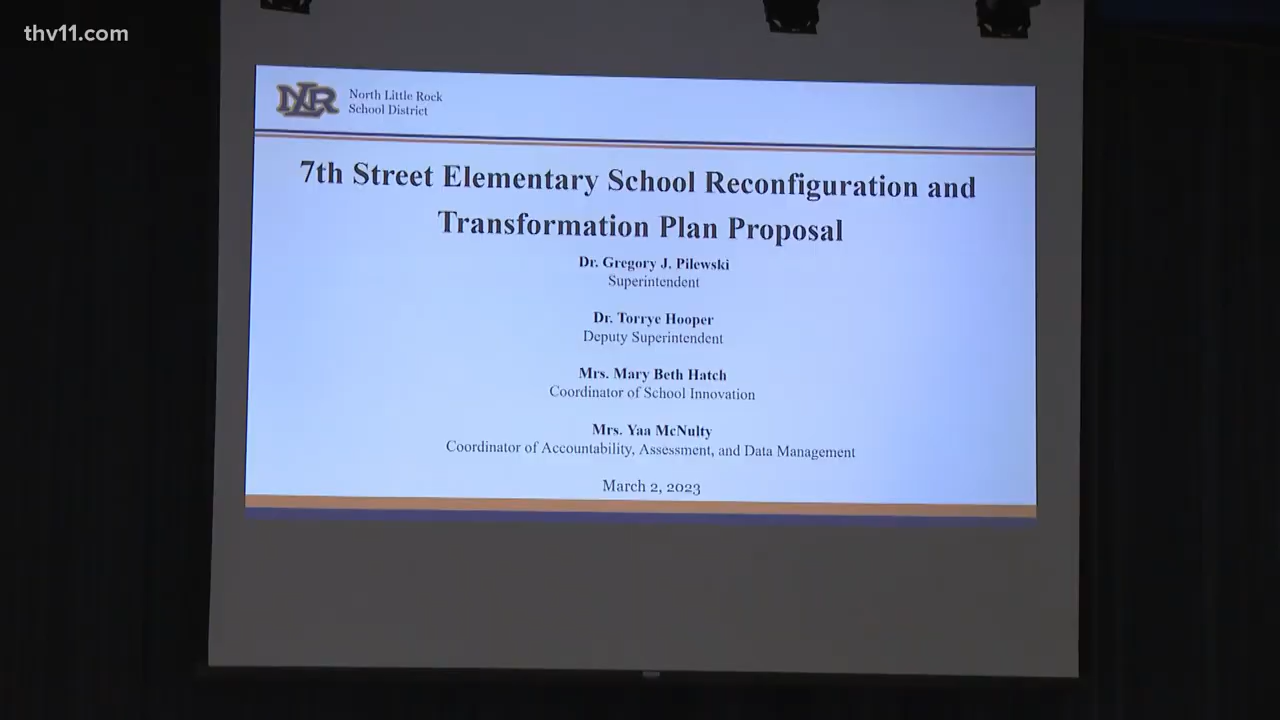 thv11.com
NLR
North Little Rock
School District
7th Street Elementary School Reconfiguration and
Transformation Plan Proposal
Dr. Gregory J. Pilewski
Superintendent
Dr. Torrye Hooper
Deputy Superintendent
Mrs. Mary Beth Hatch
Coordinator of School Innovation
Mrs. Yaa McNulty
Coordinator of Accountability, Assessment, and Data Management
March 2, 2023